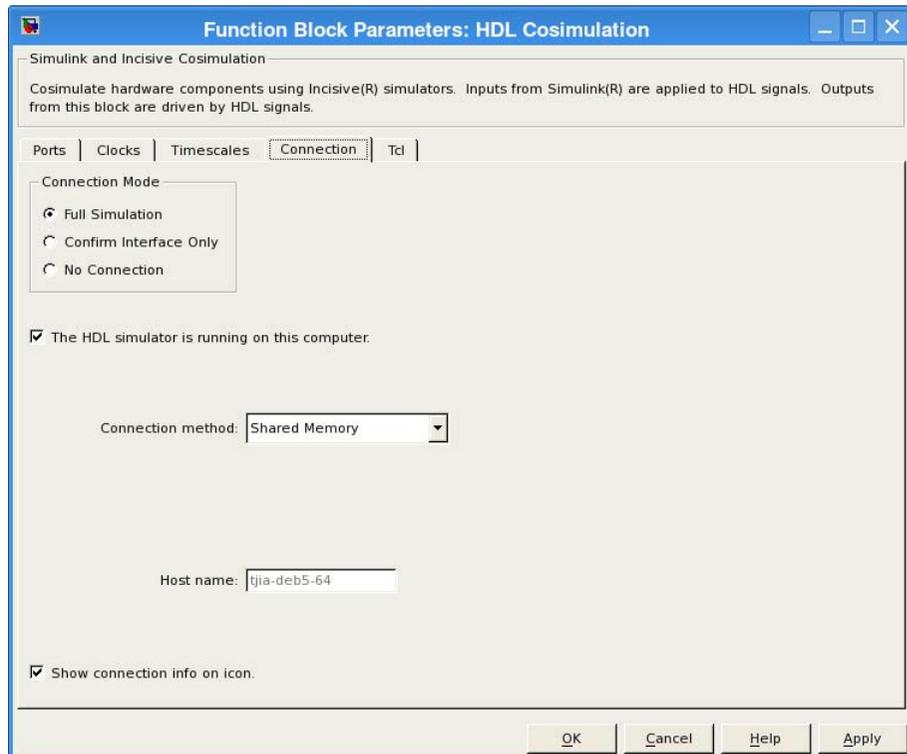 Function Block Parameters: HDL Cosimulation
Simulink and Incisive Cosimulation
Cosimulate hardware components using Incisive(R) simulators. Inputs from Simulink(R) are applied to HDL signals. Outputs
from this block are driven by HDL signals.
Ports Clocks Timescales Connection Tcl
Connection Mode
Full Simulation
Confirm Interface Only
No Connection
The HDL simulator is running on this computer.
Connection method: Shared Memory
Host name: tjia-deb5-64
Show connection info on icon.
OK Cancel Help Apply